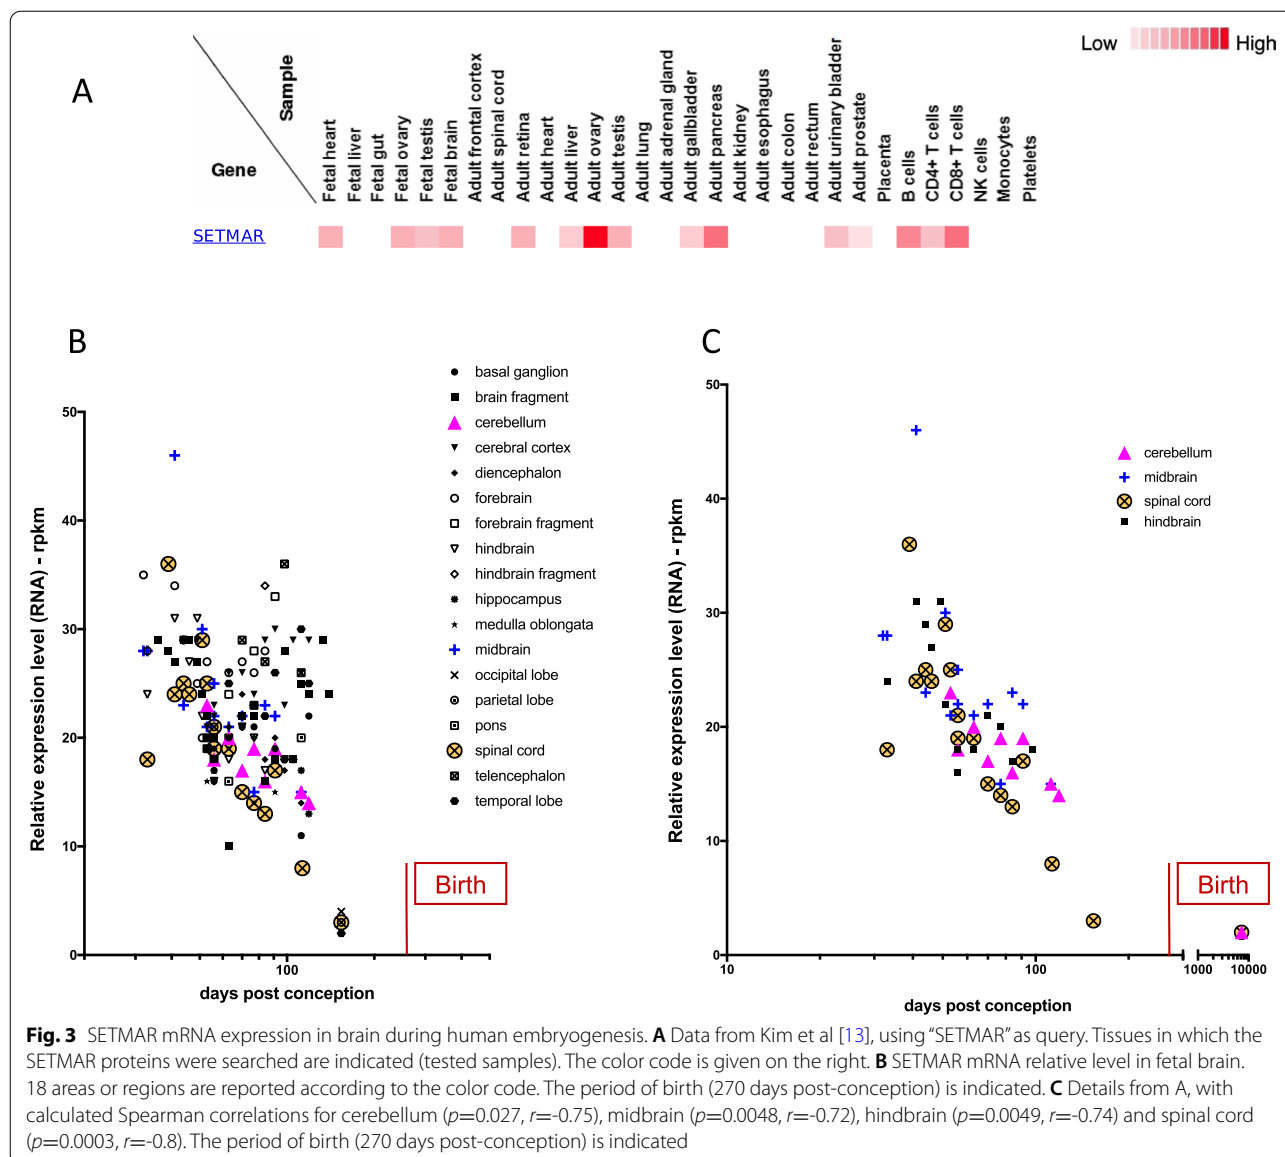 Low
High
A
Sample
Gene
Fetal heart
Fetal liver
Fetal gut
Fetal ovary
Fetal testis
Fetal brain
Adult frontal cortex
Adult spinal cord
Adult retina
Adult heart
Adult liver
Adult ovary
Adult testis
Adult lung
Adult adrenal gland
Adult gallbladder
Adult pancreas
Adult kidney
Adult esophagus
Adult colon
Adult rectum
Adult urinary bladder
Adult prostate
Placenta
B cells
CD4+ T cells
CD8+ T cells
NK cells
Monocytes
Platelets
SETMAR
B
Relative expression level (RNA) - rpkm
50
40
30
20
10
0
100
days post conception
Birth
basal ganglion
brain fragment
cerebellum
cerebral cortex
diencephalon
forebrain
forebrain fragment
hindbrain
hindbrain fragment
hippocampus
medulla oblongata
midbrain
occipital lobe
parietal lobe
pons
spinal cord
telencephalon
temporal lobe
C
Relative expression level (RNA) - rpkm
50
40
30
20
10
0
10
100
1000
10000
days post conception
Birth
cerebellum
midbrain
spinal cord
hindbrain
Fig. 3 SETMAR mRNA expression in brain during human embryogenesis. A Data from Kim et al [13], using "SETMAR" as query. Tissues in which the
SETMAR proteins were searched are indicated (tested samples). The color code is given on the right. B SETMAR mRNA relative level in fetal brain.
18 areas or regions are reported according to the color code. The period of birth (270 days post-conception) is indicated. C Details from A, with
calculated Spearman correlations for cerebellum (p=0.027, r=-0.75), midbrain (p=0.0048, r=-0.72), hindbrain (p=0.0049, r=-0.74) and spinal cord
(p=0.0003, r=-0.8). The period of birth (270 days post-conception) is indicated